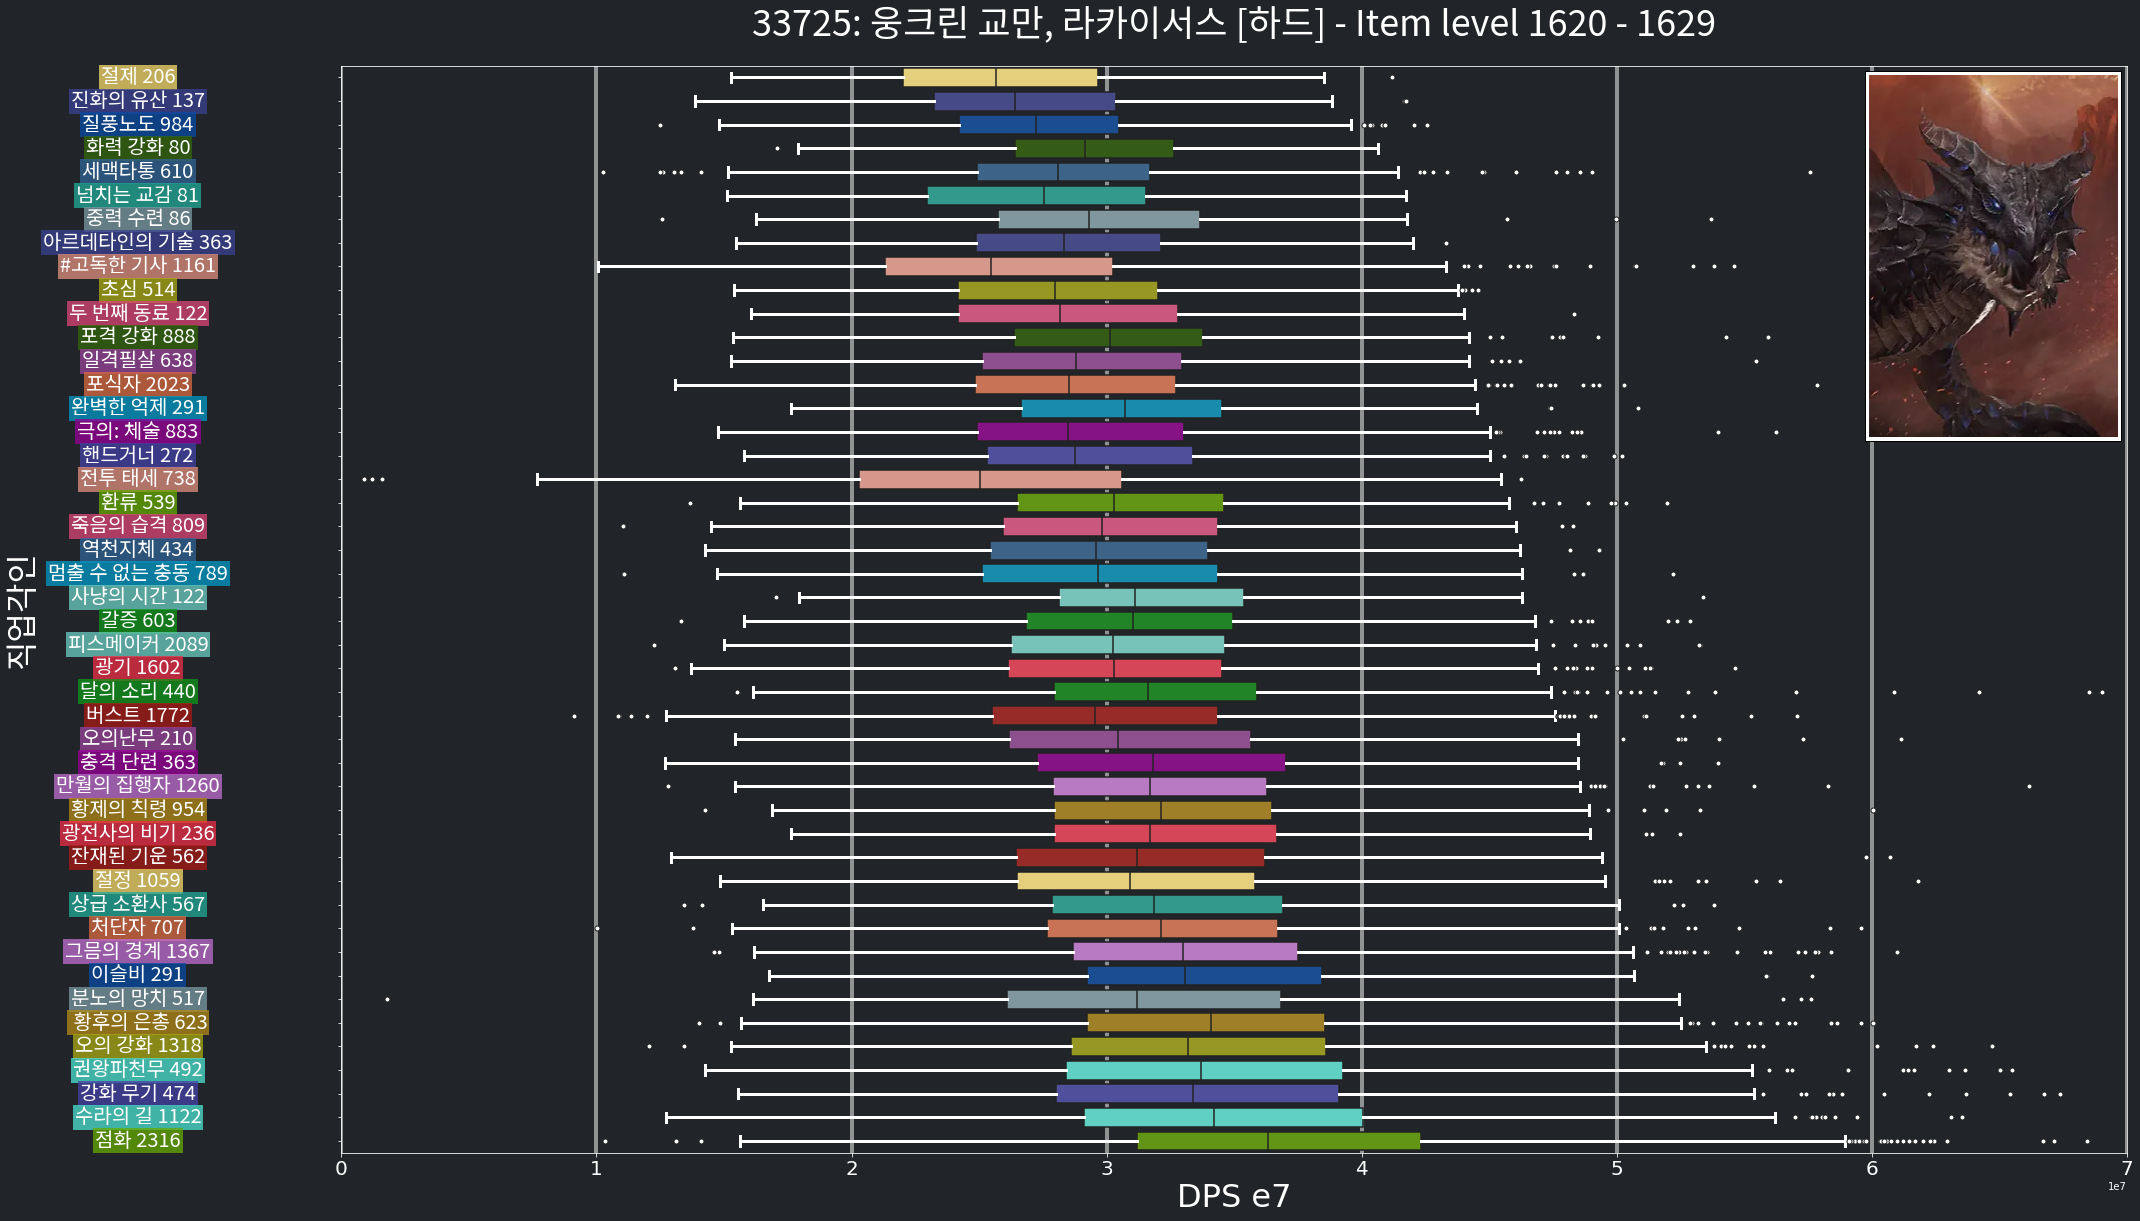 33725: 웅크린 교만, 라카이서스 [하드] - Item level 1620 - 1629
절제 206
진화의 유산 137
질풍노도 984
화력 강화 80
세맥타통 610
넘치는 교감 81
중력 수련 86
아르데타인의 기술 363
#고독한 기사 1161
초심 514
두 번째 동료 122
포격 강화 888
일격필살 638
포식자 2023
완벽한 억제 291
극의: 체술 883
핸드거너 272
전투 태세 738
환류 539
죽음의 습격 809
역천지체 434
멈출 수 없는 충동 789
사냥의 시간 122
갈증 603
피스메이커 2089
광기 1602
달의 소리 440
버스트 1772
오의난무 210
충격 단련 363
만월의 집행자 1260
황제의 칙령 954
광전사의 비기 236
잔재된 기운 562
절정 1059
상급 소환사 567
처단자 707
그믐의 경계 1367
이슬비 291
분노의 망치 517
황후의 은총 623
오의 강화 1318
권왕파천무 492
강화 무기 474
수라의 길 1122
점화 2316
직업각인
0 1 2 3 4 5 6 7
1e7
DPS e7